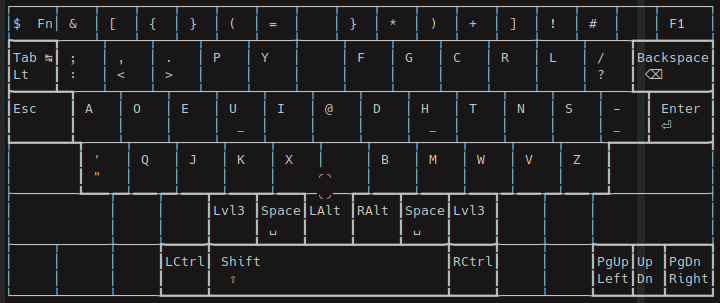 $ Fn & [ { } ( = } * ) + ] ! # F1
Tab ↹ ; , . P Y F G C R L / Backspace
Lt : < > ? ⌫
Esc A O E U I @ D H T N S - Enter
_ _ _ ⏎
' Q J K X B M W V Z
"
Lvl3 Space LAlt RAlt Space Lvl3
␣ ␣
LCtrl Shift RCtrl PgUp Up PgDn
⇧ Left Dn Right